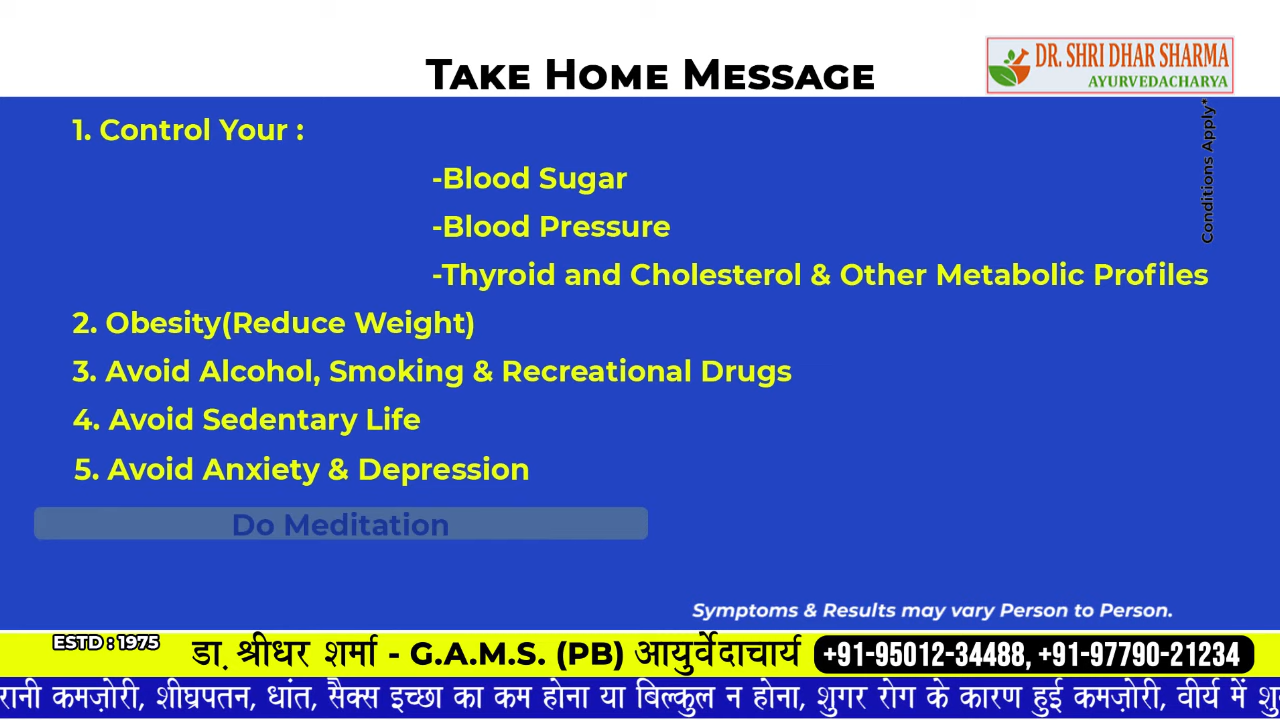 TAKE HOME MESSAGE
DR. SHRI DHAR SHARMA
AYURVEDACHARYA
Conditions Apply*
1. Control Your :
-Blood Sugar
-Blood Pressure
-Thyroid and Cholesterol & Other Metabolic Profiles
2. Obesity(Reduce Weight)
3. Avoid Alcohol, Smoking & Recreational Drugs
4. Avoid Sedentary Life
5. Avoid Anxiety & Depression
Do Meditation
Symptoms & Results may vary Person to Person.
ESTD : 1975
डा. श्रीधर शर्मा - G.A.M.S. (PB) आयुर्वेदाचार्य +91-95012-34488, +91-97790-21234
कमज़ोरी, शीघ्रपतन, धांत, सैक्स इच्छा का कम होना या बिल्कुल न होना, शुगर रोग के कारण हुई कमज़ोरी, वीर्य में